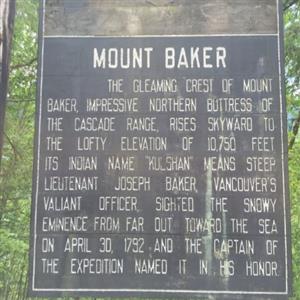 MOUNT BAKER
THE GLEAMING CREST OF MOUNT
BAKER, IMPRESSIVE NORTHERN BUTTRESS OF
THE CASCADE RANGE, RISES SKYWARD TO
THE LOFTY ELEVATION OF 10,750 FEET
ITS INDIAN NAME "KULSHAN" MEANS STEEP
LIEUTENANT JOSEPH BAKER, VANCOUVER'S
VALIANT OFFICER, SIGHTED THE SNOWY
EMINENCE FROM FAR OUT TOWARD THE SEA
ON APRIL 30, 1792 AND THE CAPTAIN OF
THE EXPEDITION NAMED IT IN HIS HONOR.